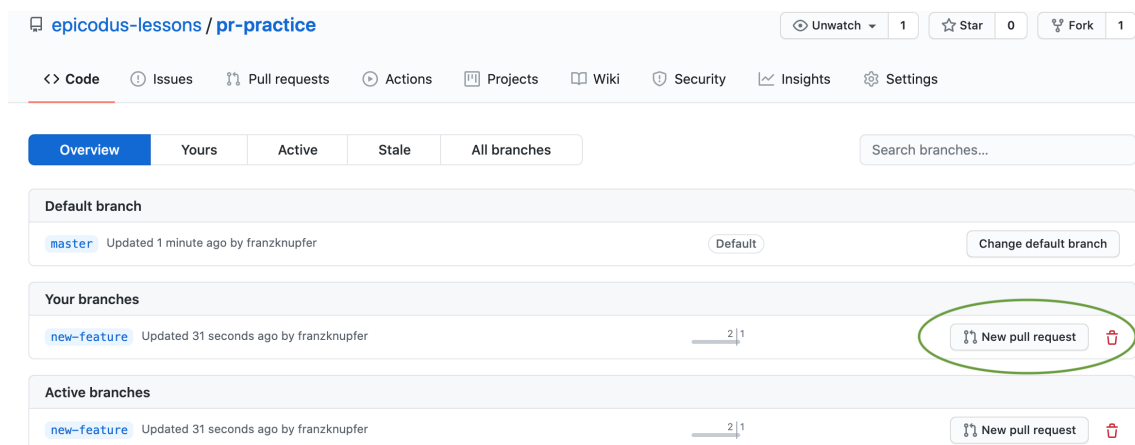 epicodus-lessons / pr-practice Unwatch 1 Star 0 Fork 1
<> Code Issues Pull requests Actions Projects Wiki Security Insights Settings
Overview Yours Active Stale All branches Search branches...
Default branch
master Updated 1 minute ago by franzknupfer Default Change default branch
Your branches
new-feature Updated 31 seconds ago by franzknupfer 2 1 New pull request
Active branches
new-feature Updated 31 seconds ago by franzknupfer 2 1 New pull request